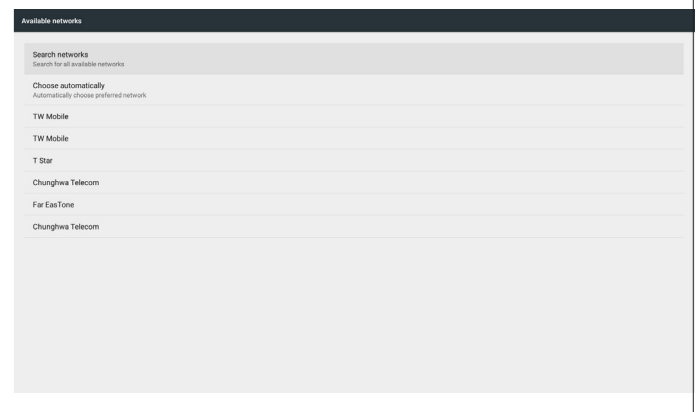 Available networks
Search networks
Search for all available networks
Choose automatically
Automatically choose preferred network
TW Mobile
TW Mobile
T Star
Chunghwa Telecom
Far EasTone
Chunghwa Telecom